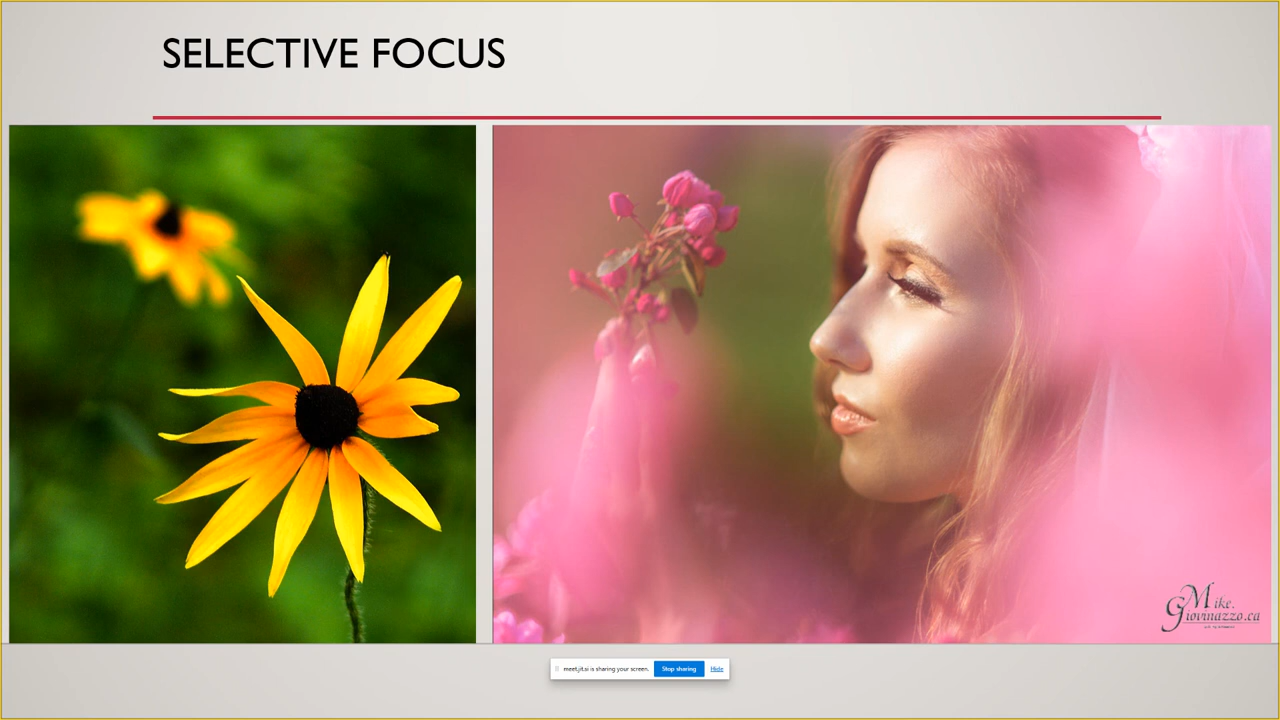 SELECTIVE FOCUS
Mike.
Giovinazzo.ca
meet.jit.si is sharing your screen. Stop sharing Hide